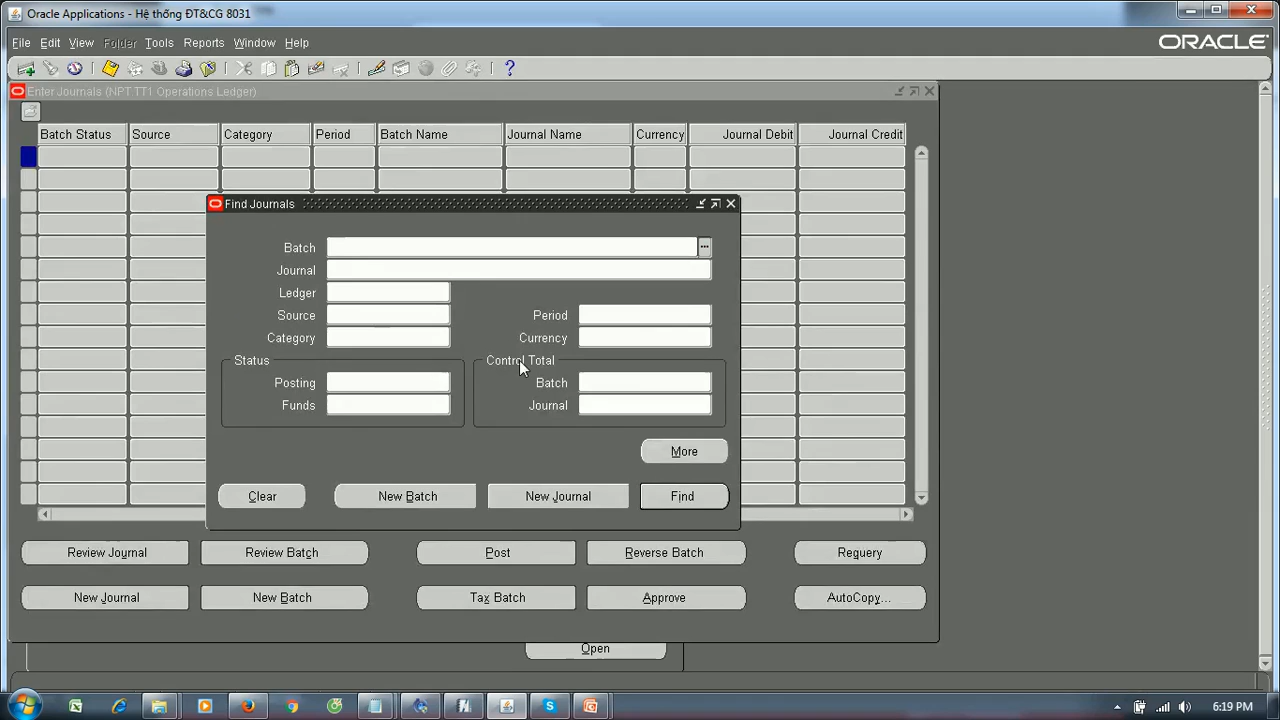 Oracle Applications - Hệ thống ĐT&CG 8031
File Edit View Folder Tools Reports Window Help
ORACLE
Enter Journals (NPT TT1 Operations Ledger)
Batch Status Source Category Period Batch Name Journal Name Currency Journal Debit Journal Credit
Find Journals
Batch
Journal
Ledger
Source Period
Category Currency
Status Control Total
Posting Batch
Funds Journal
More
Clear New Batch New Journal Find
Review Journal Review Batch Post Reverse Batch Requery
New Journal New Batch Tax Batch Approve AutoCopy...
Open
6:19 PM